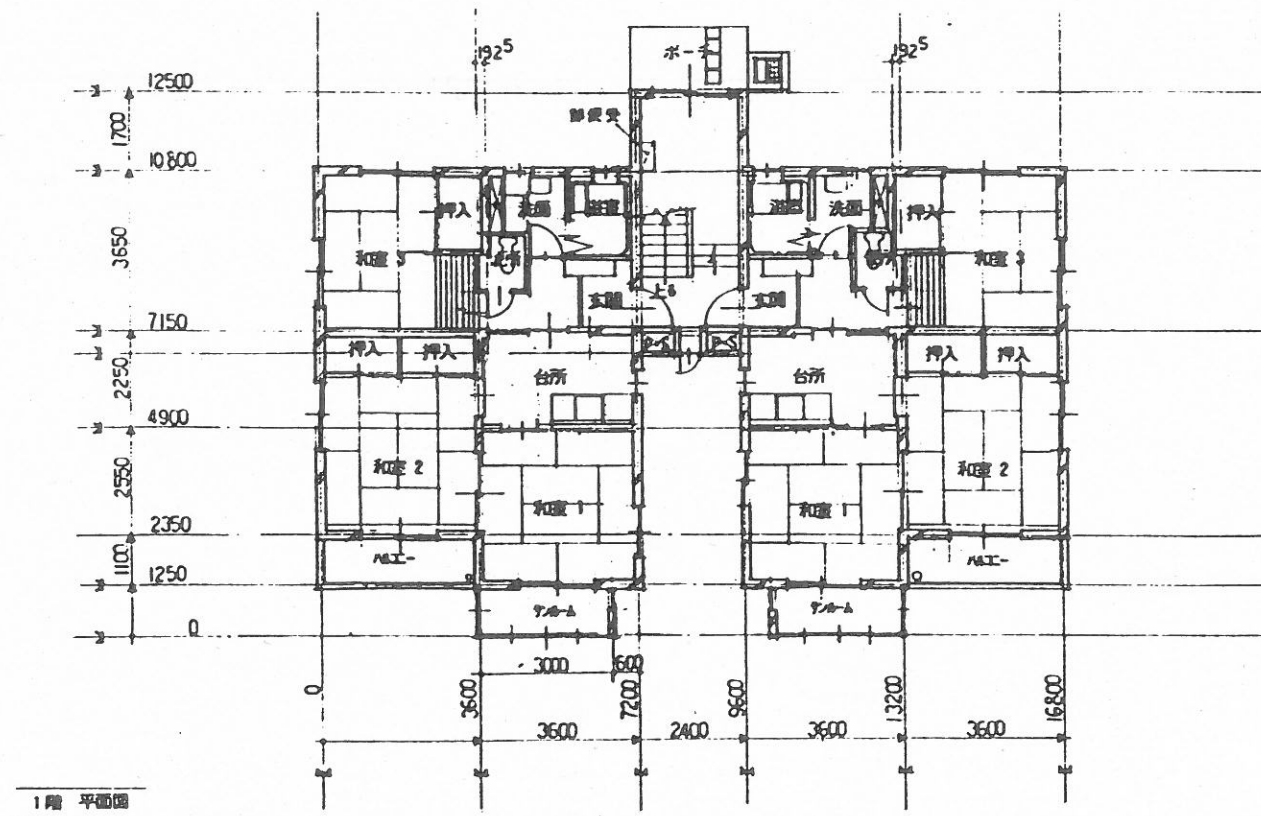 ポーチ
192⁵
192⁵
12500
1700
郵便受
10800
押入
洗面
浴室
浴室
洗面
押入
3650
和室 3
便所
和室 3
玄関
上る
玄関
7150
押入
押入
PS
PS
押入
押入
2250
台所
台所
4900
和室 2
和室 2
2550
和室 1
和室 1
2350
1100
バルコニー
バルコニー
1250
サンルーム
サンルーム
0
3000
600
0
3600
7200
9600
13200
16800
3600
2400
3600
3600
1階 平面図